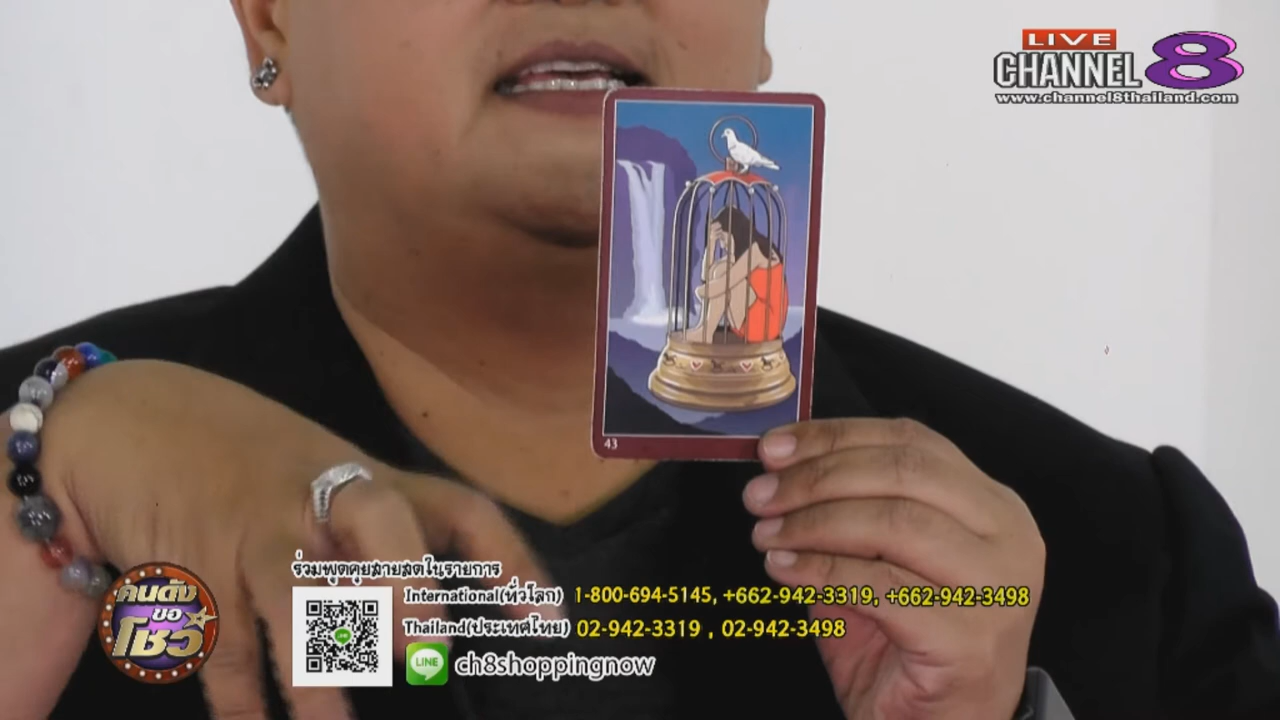 LIVE
CHANNEL 8
www.channel8thailand.com
43
คนดัง
ขอ
โชว์
ร่วมพูดคุยสายสดในรายการ
International(ทั่วโลก) 1-800-694-5145, +662-942-3319, +662-942-3498
Thailand(ประเทศไทย) 02-942-3319 , 02-942-3498
LINE ch8shoppingnow